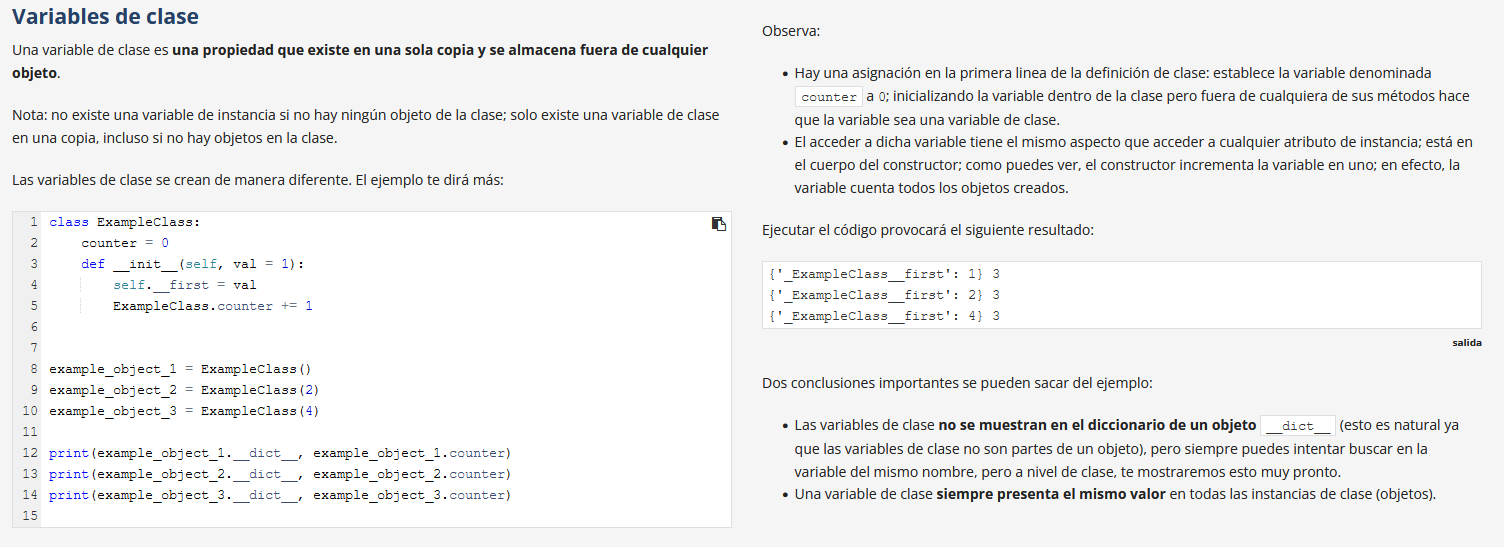 Variables de clase
Una variable de clase es una propiedad que existe en una sola copia y se almacena fuera de cualquier
objeto.
Nota: no existe una variable de instancia si no hay ningún objeto de la clase; solo existe una variable de clase
en una copia, incluso si no hay objetos en la clase.
Las variables de clase se crean de manera diferente. El ejemplo te dirá más:
1 class ExampleClass:
2     counter = 0
3     def __init__(self, val = 1):
4         self.__first = val
5         ExampleClass.counter += 1
6
7
8 example_object_1 = ExampleClass()
9 example_object_2 = ExampleClass(2)
10 example_object_3 = ExampleClass(4)
11
12 print(example_object_1.__dict__, example_object_1.counter)
13 print(example_object_2.__dict__, example_object_2.counter)
14 print(example_object_3.__dict__, example_object_3.counter)
15
Observa:
• Hay una asignación en la primera linea de la definición de clase: establece la variable denominada
counter a 0; inicializando la variable dentro de la clase pero fuera de cualquiera de sus métodos hace
que la variable sea una variable de clase.
• El acceder a dicha variable tiene el mismo aspecto que acceder a cualquier atributo de instancia; está en
el cuerpo del constructor; como puedes ver, el constructor incrementa la variable en uno; en efecto, la
variable cuenta todos los objetos creados.
Ejecutar el código provocará el siguiente resultado:
{'_ExampleClass__first': 1} 3
{'_ExampleClass__first': 2} 3
{'_ExampleClass__first': 4} 3
salida
Dos conclusiones importantes se pueden sacar del ejemplo:
• Las variables de clase no se muestran en el diccionario de un objeto __dict__ (esto es natural ya
que las variables de clase no son partes de un objeto), pero siempre puedes intentar buscar en la
variable del mismo nombre, pero a nivel de clase, te mostraremos esto muy pronto.
• Una variable de clase siempre presenta el mismo valor en todas las instancias de clase (objetos).